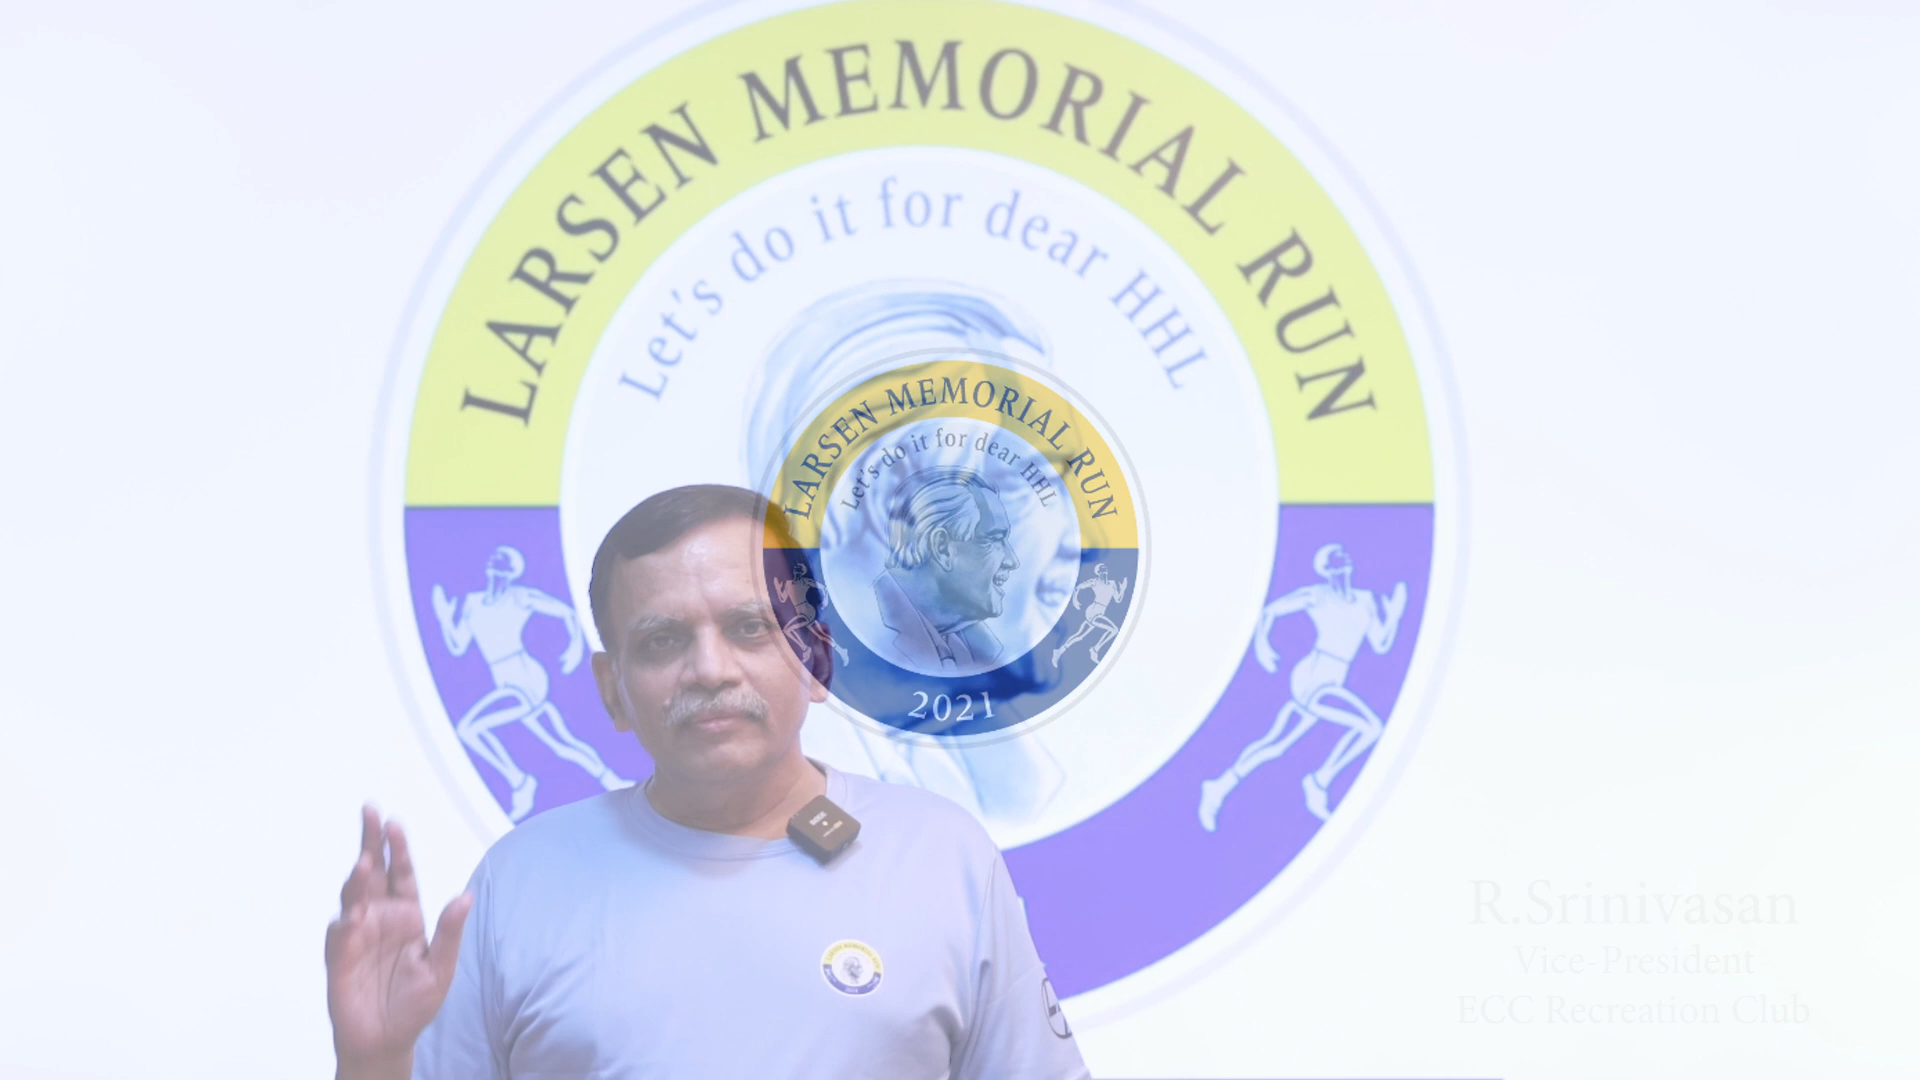 LARSEN MEMORIAL RUN
Let's do it for dear HHL
LARSEN MEMORIAL RUN
Let's do it for dear HHL
2021
R.Srinivasan
Vice-President
ECC Recreation Club